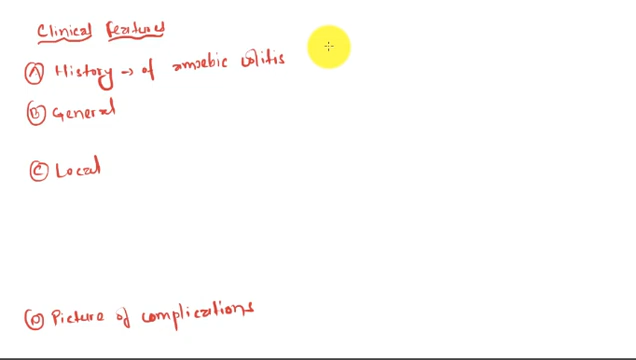 Clinical Features
Ⓐ History → of amoebic colitis
Ⓑ General
Ⓒ Local
Ⓓ Picture of complications